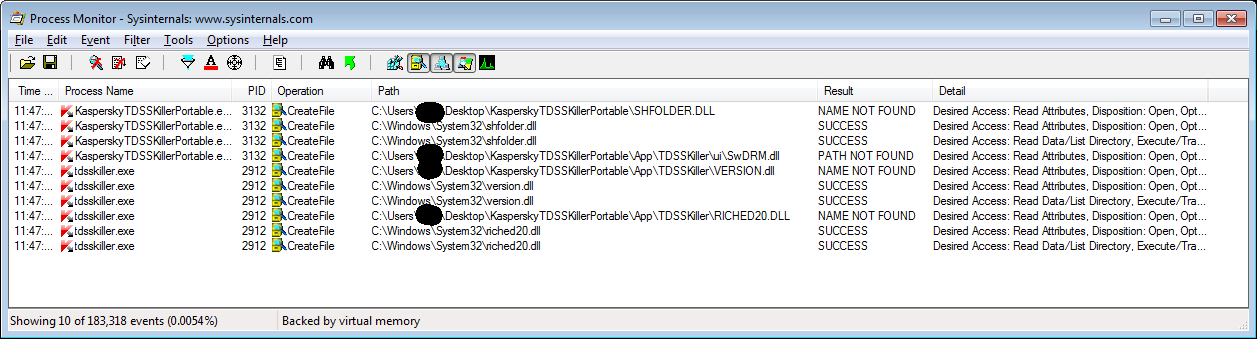 Process Monitor - Sysinternals: www.sysinternals.com
File Edit Event Filter Tools Options Help
Time ... Process Name PID Operation Path Result Detail
11:47:... KasperskyTDSSKillerPortable.e... 3132 CreateFile C:\Users\ Desktop\KasperskyTDSSKillerPortable\SHFOLDER.DLL NAME NOT FOUND Desired Access: Read Attributes, Disposition: Open, Opt...
11:47:... KasperskyTDSSKillerPortable.e... 3132 CreateFile C:\Windows\System32\shfolder.dll SUCCESS Desired Access: Read Attributes, Disposition: Open, Opt...
11:47:... KasperskyTDSSKillerPortable.e... 3132 CreateFile C:\Windows\System32\shfolder.dll SUCCESS Desired Access: Read Data/List Directory, Execute/Tra...
11:47:... KasperskyTDSSKillerPortable.e... 3132 CreateFile C:\Users\ Desktop\KasperskyTDSSKillerPortable\App\TDSSKiller\ui\SwDRM.dll PATH NOT FOUND Desired Access: Read Attributes, Disposition: Open, Opt...
11:47:... tdsskiller.exe 2912 CreateFile C:\Users\ Desktop\KasperskyTDSSKillerPortable\App\TDSSKiller\VERSION.dll NAME NOT FOUND Desired Access: Read Attributes, Disposition: Open, Opt...
11:47:... tdsskiller.exe 2912 CreateFile C:\Windows\System32\version.dll SUCCESS Desired Access: Read Attributes, Disposition: Open, Opt...
11:47:... tdsskiller.exe 2912 CreateFile C:\Windows\System32\version.dll SUCCESS Desired Access: Read Data/List Directory, Execute/Tra...
11:47:... tdsskiller.exe 2912 CreateFile C:\Users\ Desktop\KasperskyTDSSKillerPortable\App\TDSSKiller\RICHED20.DLL NAME NOT FOUND Desired Access: Read Attributes, Disposition: Open, Opt...
11:47:... tdsskiller.exe 2912 CreateFile C:\Windows\System32\riched20.dll SUCCESS Desired Access: Read Attributes, Disposition: Open, Opt...
11:47:... tdsskiller.exe 2912 CreateFile C:\Windows\System32\riched20.dll SUCCESS Desired Access: Read Data/List Directory, Execute/Tra...
Showing 10 of 183,318 events (0.0054%) Backed by virtual memory